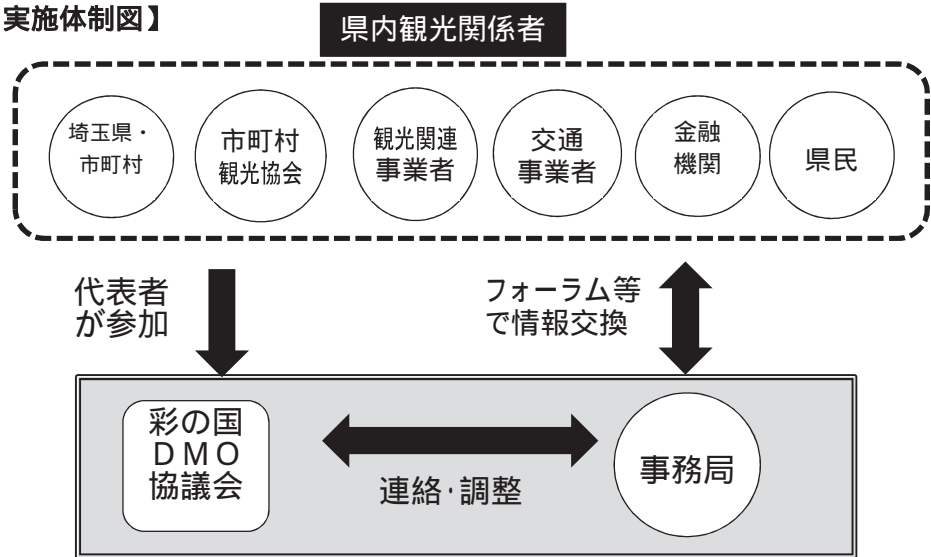 実施体制図】
県内観光関係者
埼玉県・
市町村
市町村
観光協会
観光関連
事業者
交通
事業者
金融
機関
県民
代表者
が参加
フォーラム等
で情報交換
彩の国
ＤＭＯ
協議会
連絡・調整
事務局